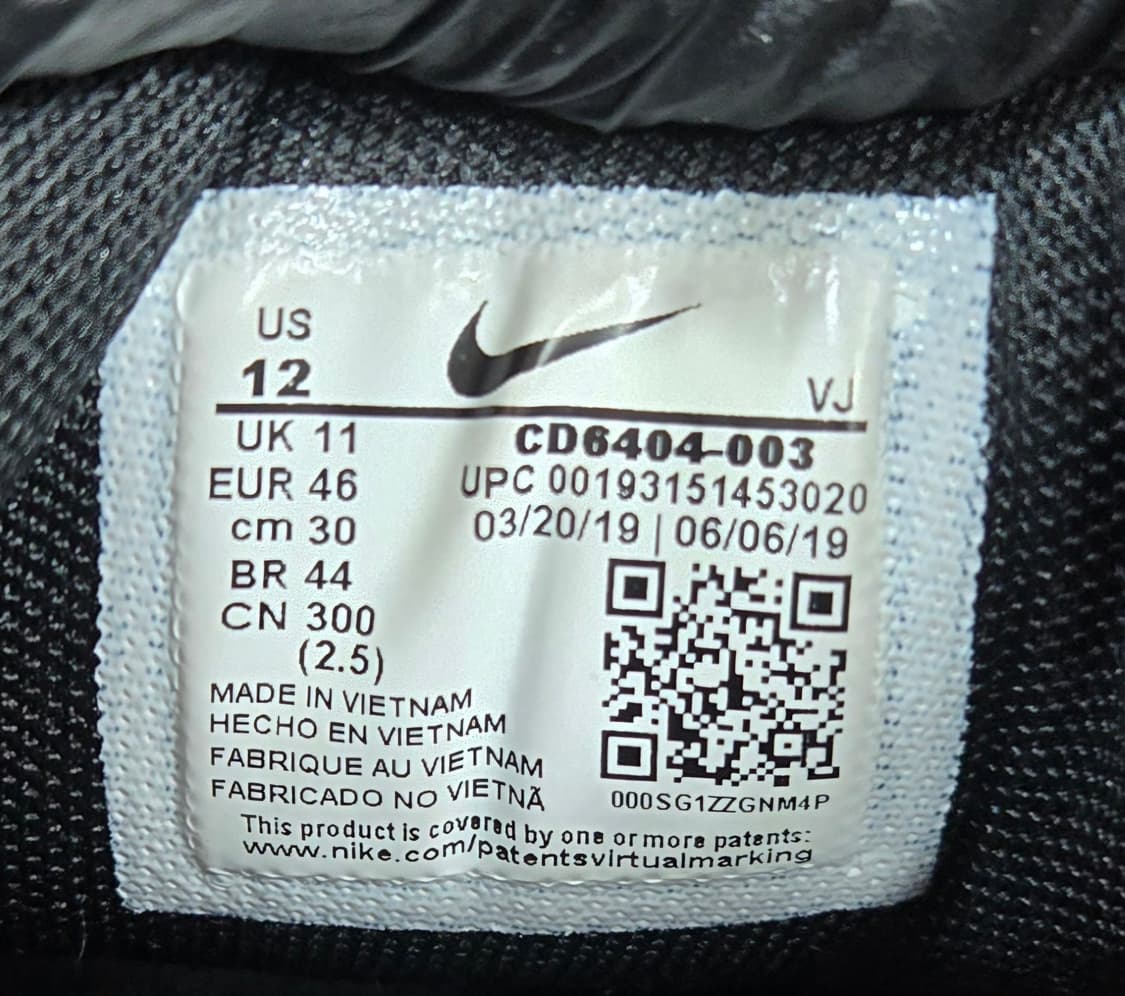 US
12
VJ
UK 11
EUR 46
cm 30
BR 44
CN 300
(2.5)
CD6404-003
UPC 00193151453020
03/20/19 | 06/06/19
MADE IN VIETNAM
HECHO EN VIETNAM
FABRIQUE AU VIETNAM
FABRICADO NO VIETNÃ
000SG1ZZGNM4P
This product is covered by one or more patents:
www.nike.com/patentsvirtualmarking